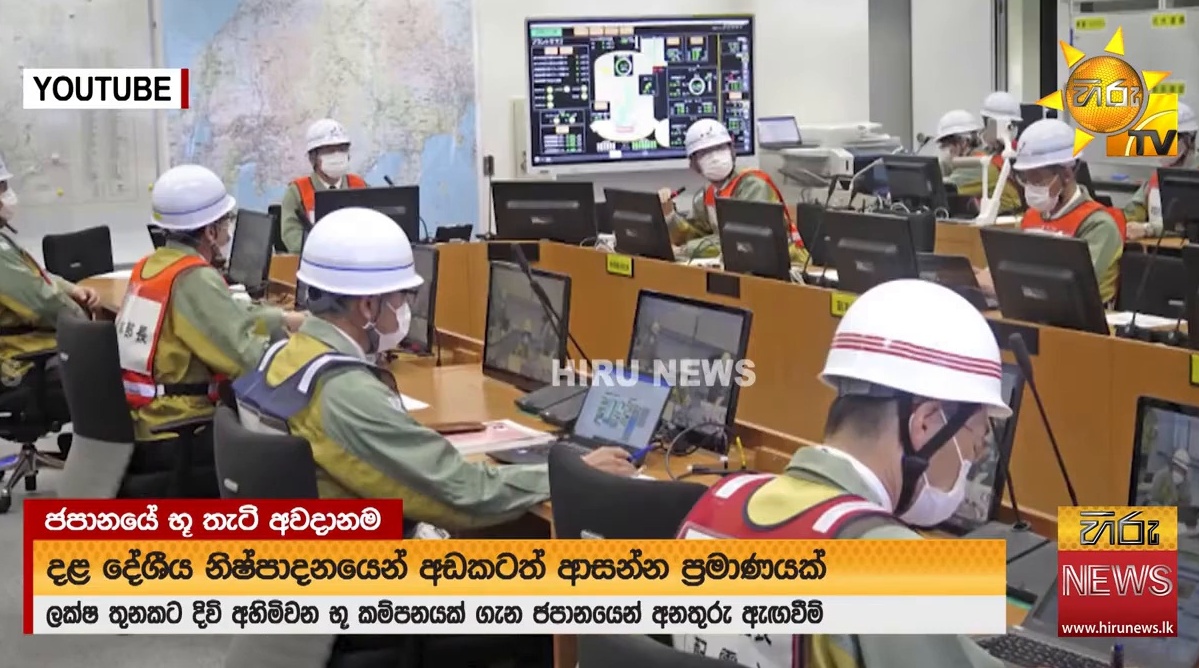 YOUTUBE
හිරු
TV
HIRU NEWS
ජපානයේ භූ තැටි අවදානම
දළ දේශීය නිෂ්පාදනයෙන් අඩකටත් ආසන්න ප්‍රමාණයක්
ලක්ෂ තුනකට දිවි අහිමිවන භූ කම්පනයක් ගැන ජපානයෙන් අනතුරු ඇඟවීම්
හිරු
NEWS
www.hirunews.lk